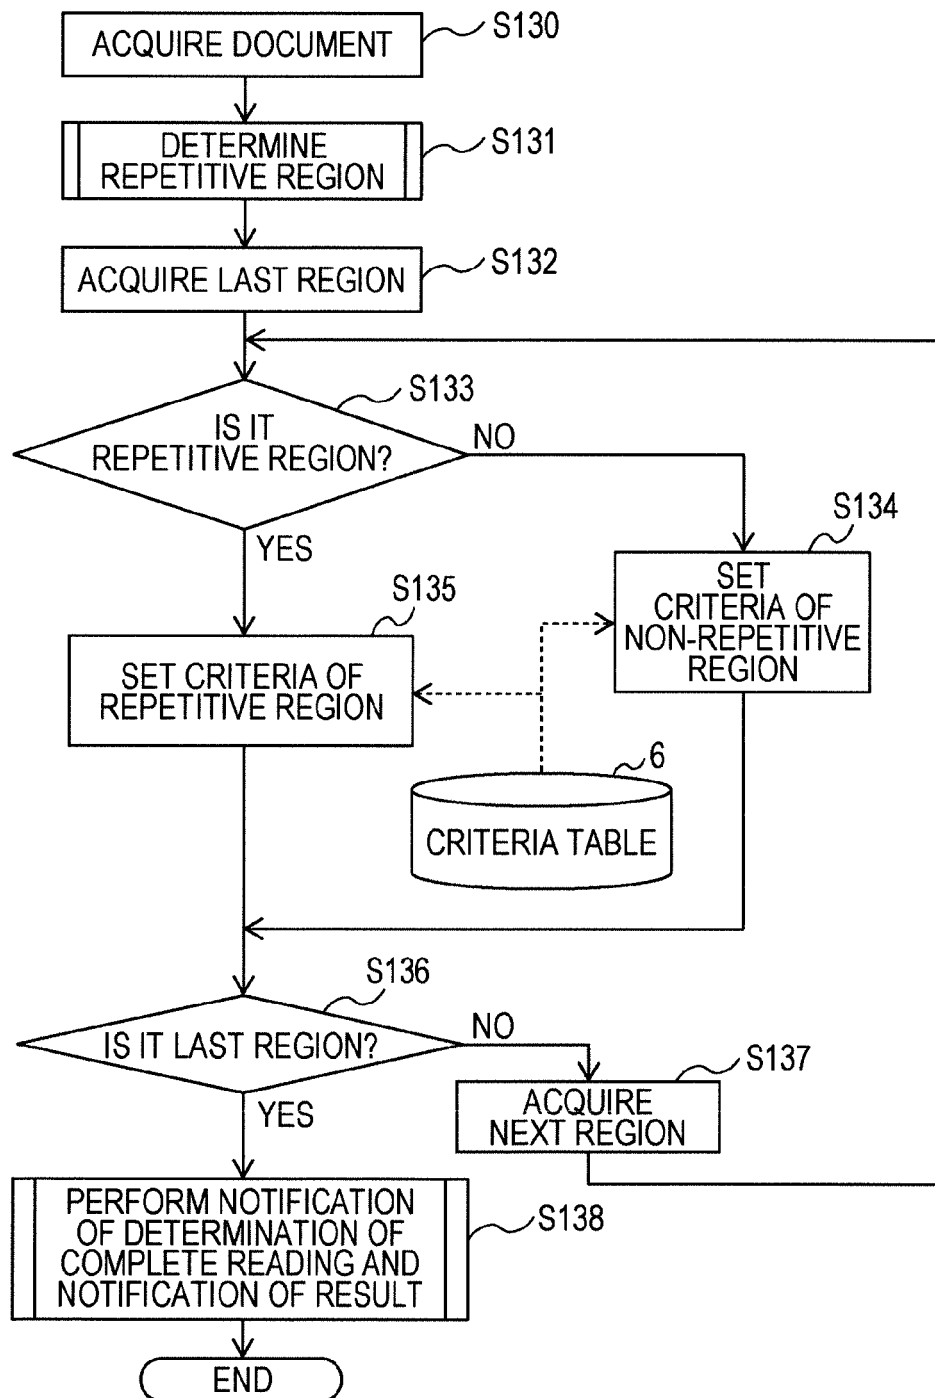 ACQUIRE DOCUMENT
S130
DETERMINE
REPETITIVE REGION
S131
ACQUIRE LAST REGION
S132
IS IT
REPETITIVE REGION?
S133
NO
YES
S134
SET
CRITERIA OF
NON-REPETITIVE
REGION
S135
SET CRITERIA OF
REPETITIVE REGION
6
CRITERIA TABLE
S136
IS IT LAST REGION?
NO
YES
S137
ACQUIRE
NEXT REGION
PERFORM NOTIFICATION
OF DETERMINATION OF
COMPLETE READING AND
NOTIFICATION OF RESULT
S138
END